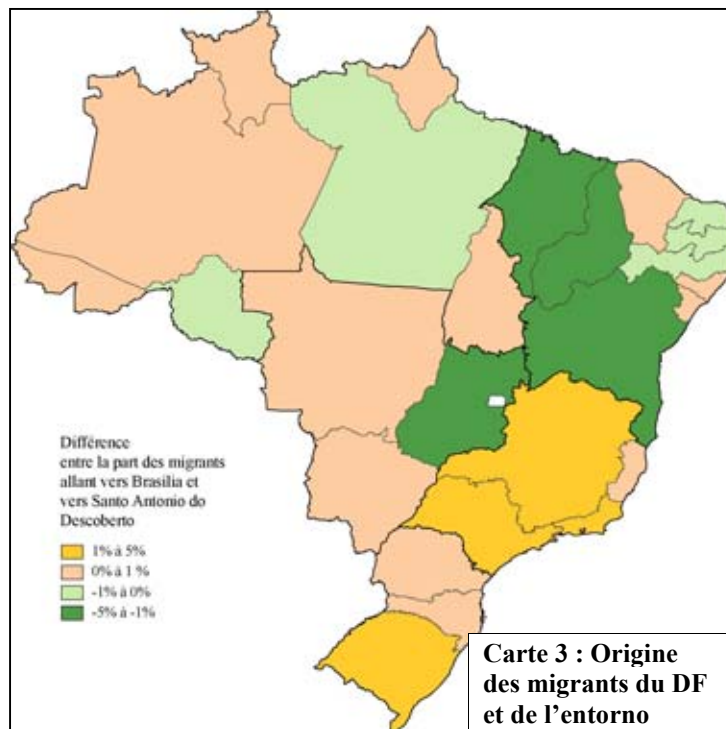 Différence
entre la part des migrants
allant vers Brasilia et
vers Santo Antonio do
Descoberto
1% à 5%
0% à 1 %
-1% à 0%
-5% à -1%
Carte 3 : Origine
des migrants du DF
et de l'entorno